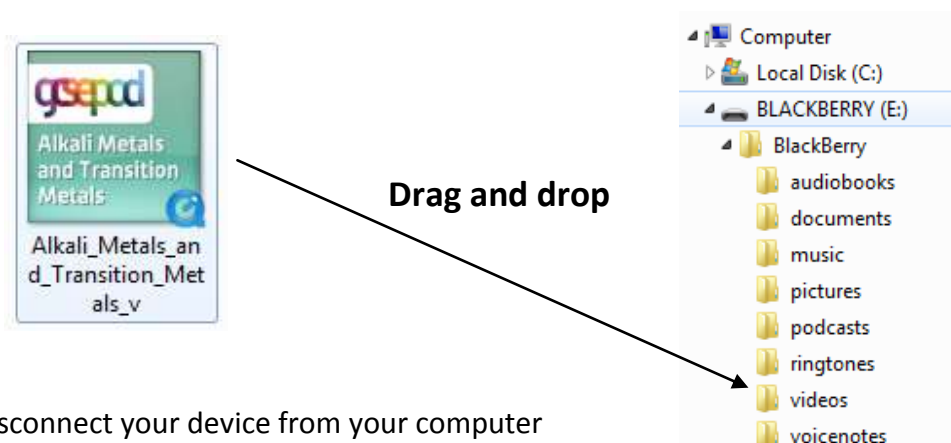 gcsepod
Alkali Metals
and Transition
Metals
Alkali_Metals_an
d_Transition_Met
als_v
Drag and drop
Computer
Local Disk (C:)
BLACKBERRY (E:)
BlackBerry
audiobooks
documents
music
pictures
podcasts
ringtones
videos
voicenotes
sconnect your device from your computer